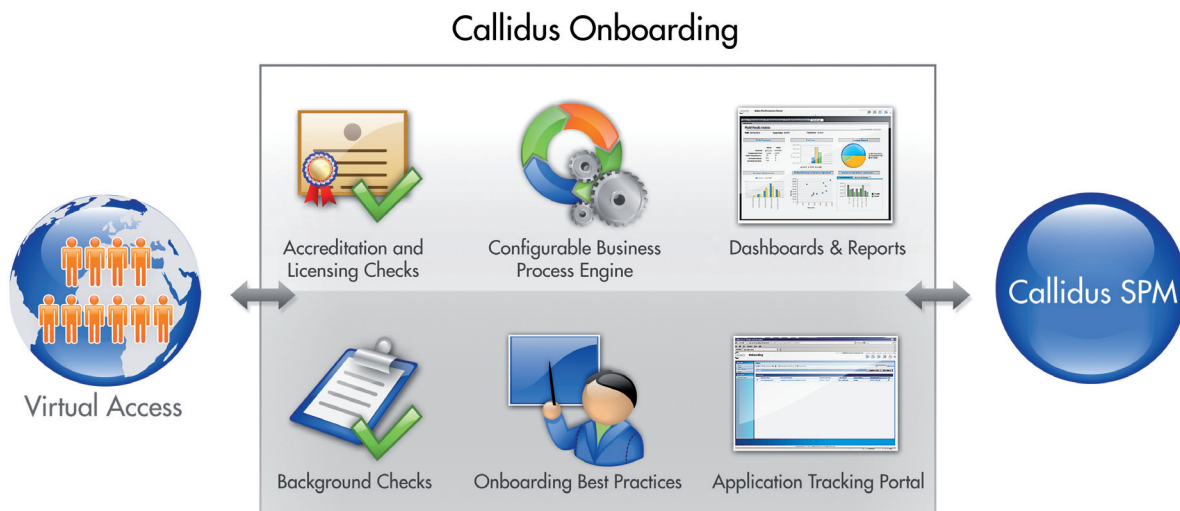 Callidus Onboarding
Accreditation and
Licensing Checks
Configurable Business
Process Engine
Dashboards & Reports
Virtual Access
Callidus SPM
Onboarding
Background Checks
Onboarding Best Practices
Application Tracking Portal